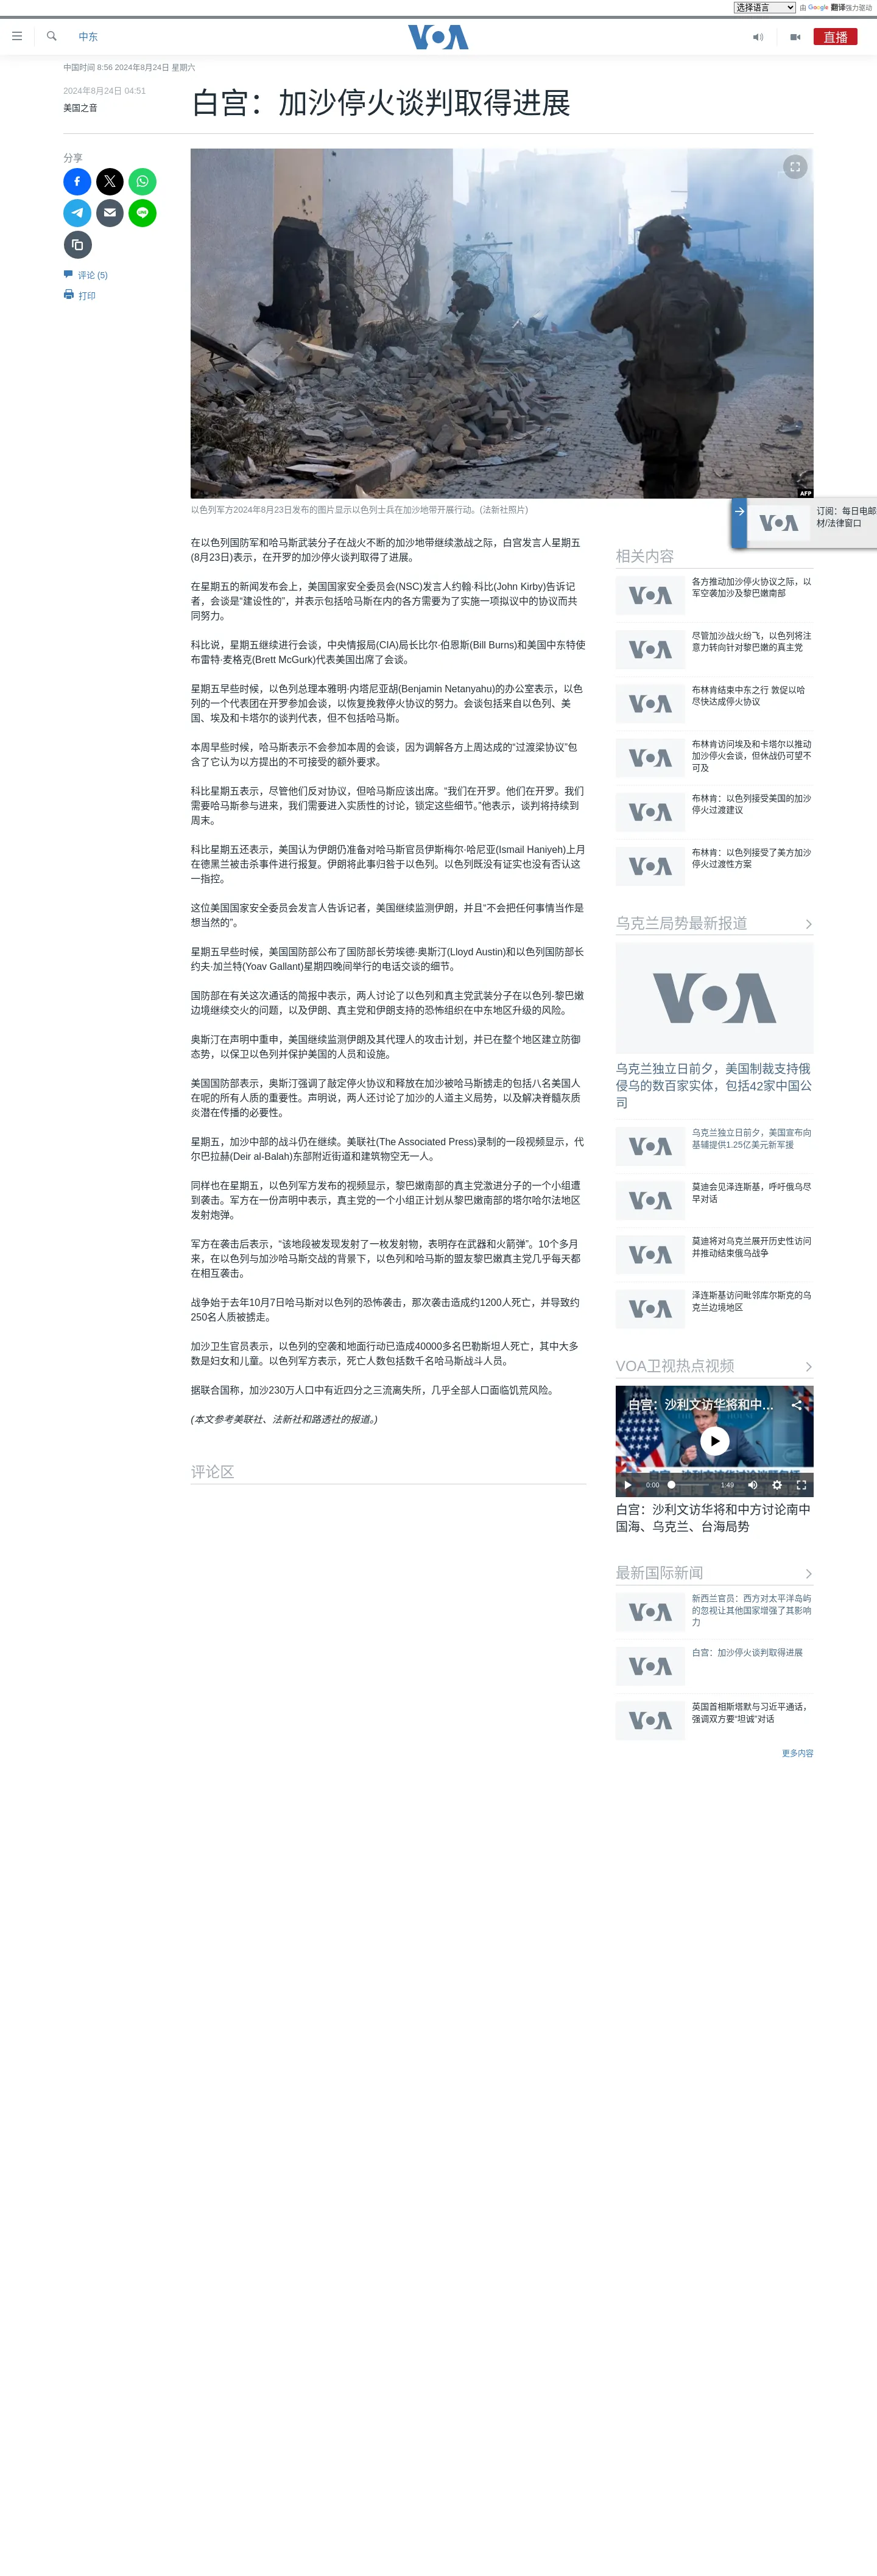 选择语言
由 Google 翻译强力驱动
中东
VOA
直播
中国时间 8:56 2024年8月24日 星期六
2024年8月24日 04:51
美国之音
白宫：加沙停火谈判取得进展
分享
评论 (5)
打印
AFP
以色列军方2024年8月23日发布的图片显示以色列士兵在加沙地带开展行动。(法新社照片)
订阅：每日电邮
材/法律窗口
VOA
在以色列国防军和哈马斯武装分子在战火不断的加沙地带继续激战之际，白宫发言人星期五
(8月23日)表示，在开罗的加沙停火谈判取得了进展。
在星期五的新闻发布会上，美国国家安全委员会(NSC)发言人约翰·科比(John Kirby)告诉记
者，会谈是“建设性的”，并表示包括哈马斯在内的各方需要为了实施一项拟议中的协议而共
同努力。
科比说，星期五继续进行会谈，中央情报局(CIA)局长比尔·伯恩斯(Bill Burns)和美国中东特使
布雷特·麦格克(Brett McGurk)代表美国出席了会谈。
星期五早些时候，以色列总理本雅明·内塔尼亚胡(Benjamin Netanyahu)的办公室表示，以色
列的一个代表团在开罗参加会谈，以恢复挽救停火协议的努力。会谈包括来自以色列、美
国、埃及和卡塔尔的谈判代表，但不包括哈马斯。
本周早些时候，哈马斯表示不会参加本周的会谈，因为调解各方上周达成的“过渡梁协议”包
含了它认为以方提出的不可接受的额外要求。
科比星期五表示，尽管他们反对协议，但哈马斯应该出席。“我们在开罗。他们在开罗。我们
需要哈马斯参与进来，我们需要进入实质性的讨论，锁定这些细节。”他表示，谈判将持续到
周末。
科比星期五还表示，美国认为伊朗仍准备对哈马斯官员伊斯梅尔·哈尼亚(Ismail Haniyeh)上月
在德黑兰被击杀事件进行报复。伊朗将此事归咎于以色列。以色列既没有证实也没有否认这
一指控。
这位美国国家安全委员会发言人告诉记者，美国继续监测伊朗，并且“不会把任何事情当作是
想当然的”。
星期五早些时候，美国国防部公布了国防部长劳埃德·奥斯汀(Lloyd Austin)和以色列国防部长
约夫·加兰特(Yoav Gallant)星期四晚间举行的电话交谈的细节。
国防部在有关这次通话的简报中表示，两人讨论了以色列和真主党武装分子在以色列-黎巴嫩
边境继续交火的问题，以及伊朗、真主党和伊朗支持的恐怖组织在中东地区升级的风险。
奥斯汀在声明中重申，美国继续监测伊朗及其代理人的攻击计划，并已在整个地区建立防御
态势，以保卫以色列并保护美国的人员和设施。
美国国防部表示，奥斯汀强调了敲定停火协议和释放在加沙被哈马斯掳走的包括八名美国人
在呢的所有人质的重要性。声明说，两人还讨论了加沙的人道主义局势，以及解决脊髓灰质
炎潜在传播的必要性。
星期五，加沙中部的战斗仍在继续。美联社(The Associated Press)录制的一段视频显示，代
尔巴拉赫(Deir al-Balah)东部附近街道和建筑物空无一人。
同样也在星期五，以色列军方发布的视频显示，黎巴嫩南部的真主党激进分子的一个小组遭
到袭击。军方在一份声明中表示，真主党的一个小组正计划从黎巴嫩南部的塔尔哈尔法地区
发射炮弹。
军方在袭击后表示，“该地段被发现发射了一枚发射物，表明存在武器和火箭弹”。10个多月
来，在以色列与加沙哈马斯交战的背景下，以色列和哈马斯的盟友黎巴嫩真主党几乎每天都
在相互袭击。
战争始于去年10月7日哈马斯对以色列的恐怖袭击，那次袭击造成约1200人死亡，并导致约
250名人质被掳走。
加沙卫生官员表示，以色列的空袭和地面行动已造成40000多名巴勒斯坦人死亡，其中大多
数是妇女和儿童。以色列军方表示，死亡人数包括数千名哈马斯战斗人员。
据联合国称，加沙230万人口中有近四分之三流离失所，几乎全部人口面临饥荒风险。
(本文参考美联社、法新社和路透社的报道。)
评论区
相关内容
VOA
各方推动加沙停火协议之际，以
军空袭加沙及黎巴嫩南部
VOA
尽管加沙战火纷飞，以色列将注
意力转向针对黎巴嫩的真主党
VOA
布林肯结束中东之行 敦促以哈
尽快达成停火协议
VOA
布林肯访问埃及和卡塔尔以推动
加沙停火会谈，但休战仍可望不
可及
VOA
布林肯：以色列接受美国的加沙
停火过渡建议
VOA
布林肯：以色列接受了美方加沙
停火过渡性方案
VOA
乌克兰局势最新报道
VOA
乌克兰独立日前夕，美国制裁支持俄
侵乌的数百家实体，包括42家中国公
司
乌克兰独立日前夕，美国宣布向
基辅提供1.25亿美元新军援
VOA
莫迪会见泽连斯基，呼吁俄乌尽
早对话
VOA
莫迪将对乌克兰展开历史性访问
并推动结束俄乌战争
VOA
泽连斯基访问毗邻库尔斯克的乌
克兰边境地区
VOA
VOA卫视热点视频
白宫：沙利文访华将和中...
0:00
1:49
白宫：沙利文访华将和中方讨论南中
国海、乌克兰、台海局势
最新国际新闻
新西兰官员：西方对太平洋岛屿
的忽视让其他国家增强了其影响
力
VOA
白宫：加沙停火谈判取得进展
VOA
英国首相斯塔默与习近平通话，
强调双方要“坦诚”对话
VOA
更多内容